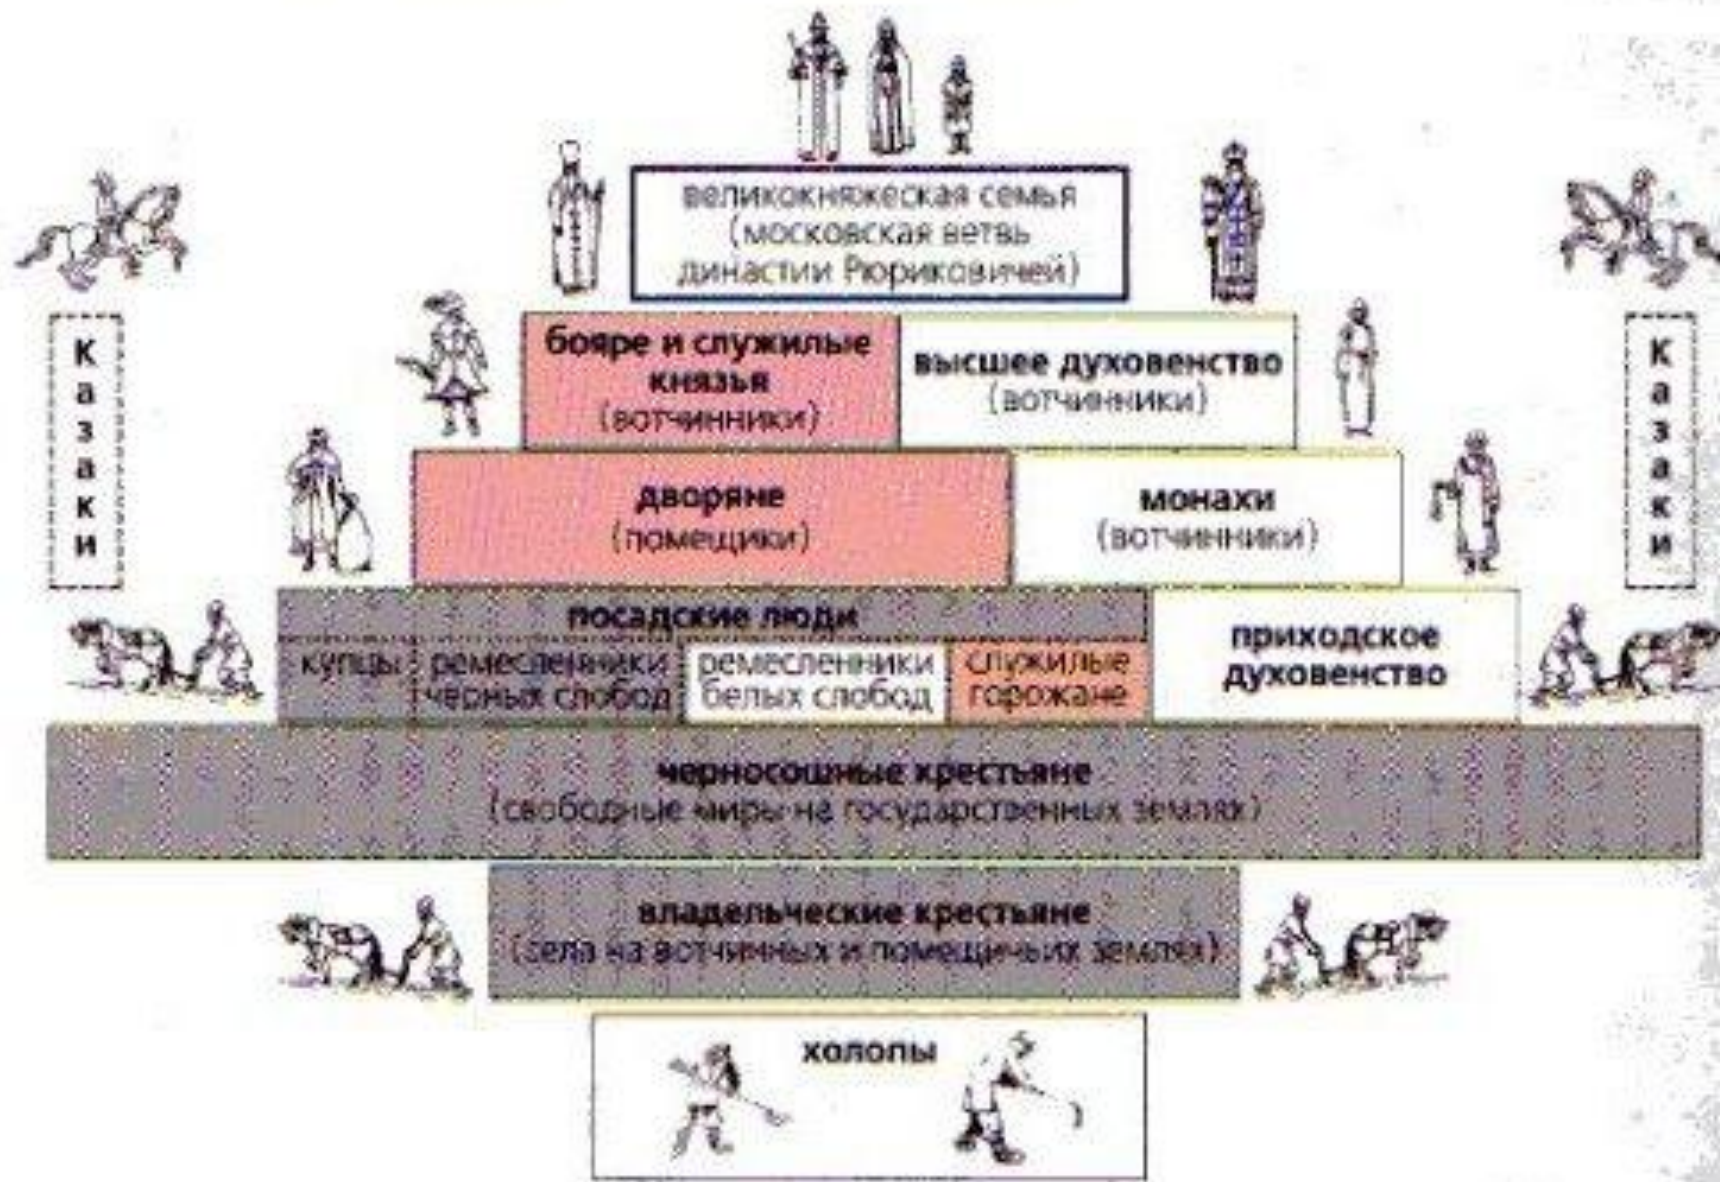 великокняжеская семья
(московская ветвь
династии Рюриковичей)
Казаки
бояре и служилые
князья
(вотчинники)
высшее духовенство
(вотчинники)
Казаки
дворяне
(помещики)
монахи
(вотчинники)
посадские люди
купцы
ремесленники
черных слобод
ремесленники
белых слобод
служилые
горожане
приходское
духовенство
черносошные крестьяне
(свободные миры на государственных землях)
владельческие крестьяне
(села на вотчинных и помещичьих землях)
холопы